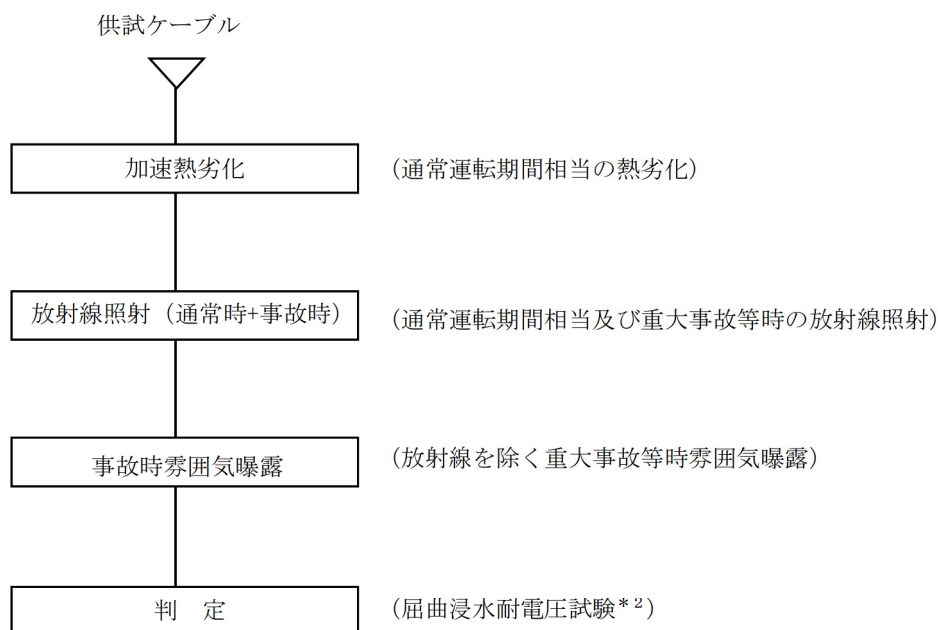 供試ケーブル
加速熱劣化 (通常運転期間相当の熱劣化)
放射線照射（通常時+事故時） (通常運転期間相当及び重大事故等時の放射線照射)
事故時雰囲気曝露 (放射線を除く重大事故等時雰囲気曝露)
判　定 (屈曲浸水耐電圧試験*²)